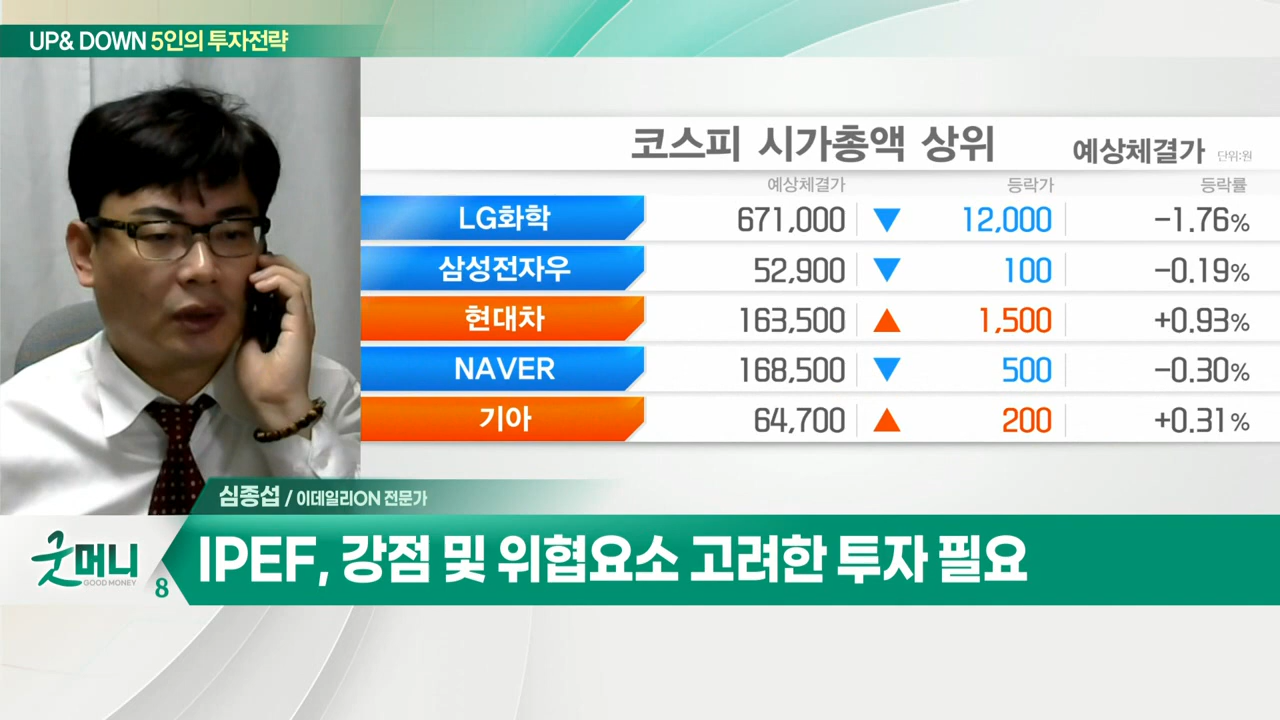 UP& DOWN 5인의 투자전략
코스피 시가총액 상위 예상체결가 단위:원
예상체결가 등락가 등락률
LG화학 671,000 ▼ 12,000 -1.76%
삼성전자우 52,900 ▼ 100 -0.19%
현대차 163,500 ▲ 1,500 +0.93%
NAVER 168,500 ▼ 500 -0.30%
기아 64,700 ▲ 200 +0.31%
심종섭 / 이데일리ON 전문가
굿머니
GOOD MONEY
8
IPEF, 강점 및 위협요소 고려한 투자 필요